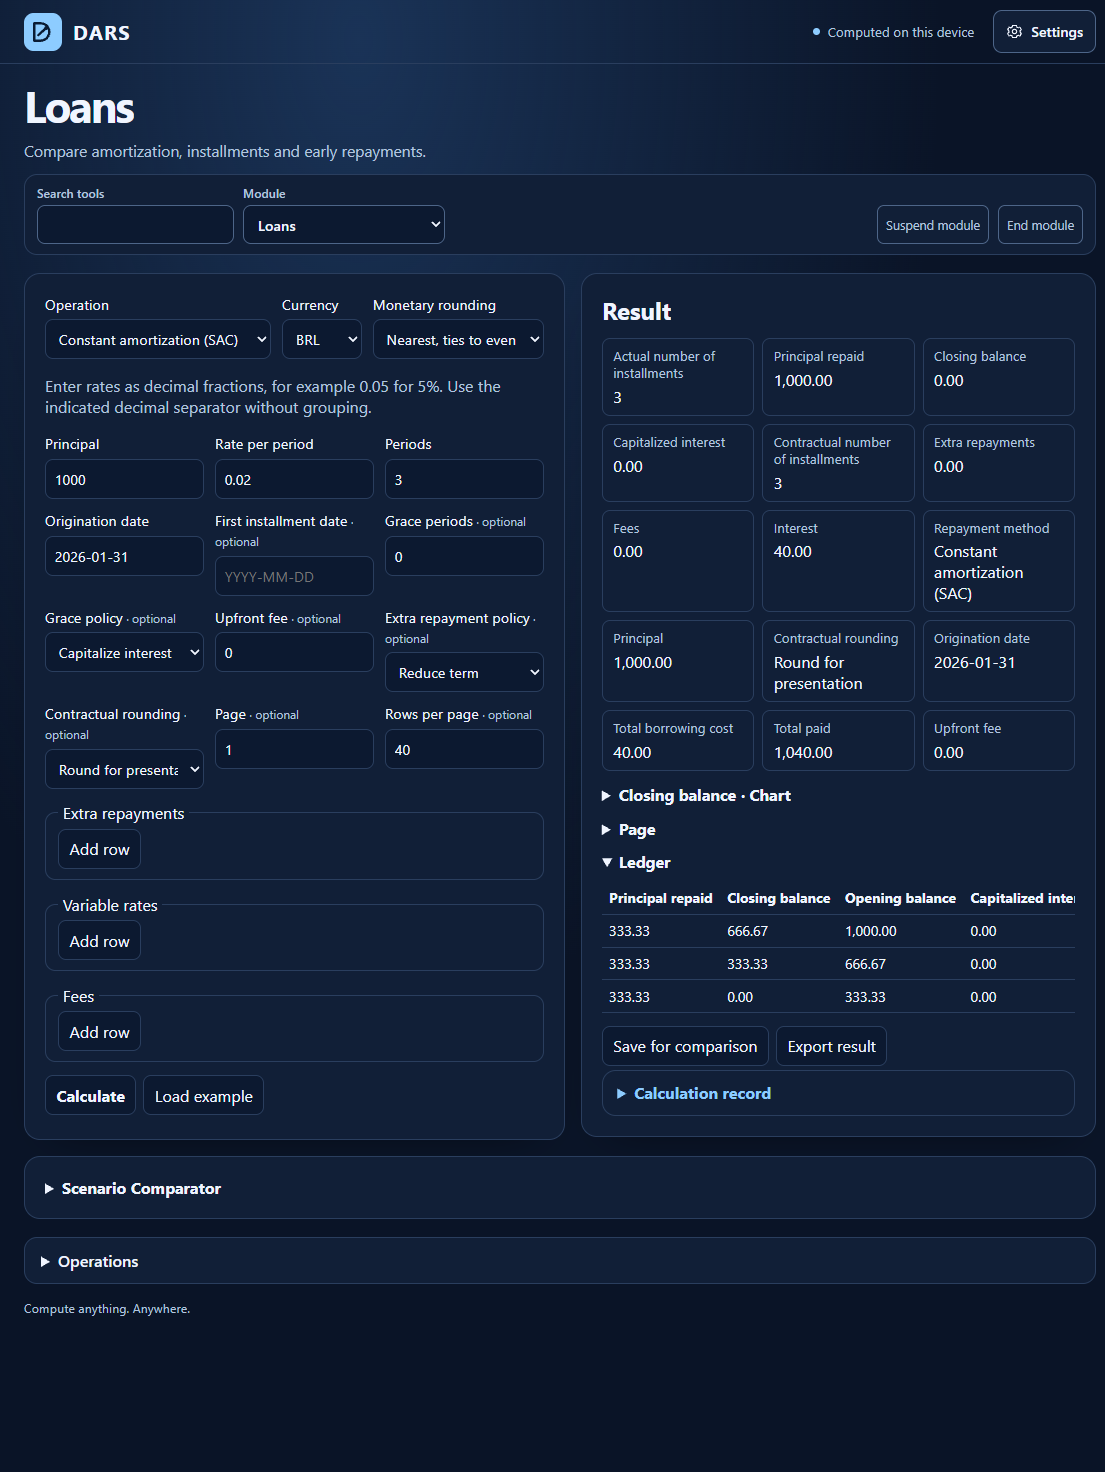 DARS
Computed on this device
Settings
Loans
Compare amortization, installments and early repayments.
Search tools
Module
Loans
Suspend module
End module
Operation
Currency
Monetary rounding
Constant amortization (SAC)
BRL
Nearest, ties to even
Enter rates as decimal fractions, for example 0.05 for 5%. Use the
indicated decimal separator without grouping.
Principal
Rate per period
Periods
1000
0.02
3
Origination date
First installment date ·
optional
Grace periods · optional
2026-01-31
YYYY-MM-DD
0
Grace policy · optional
Upfront fee · optional
Extra repayment policy ·
optional
Capitalize interest
0
Reduce term
Contractual rounding ·
optional
Page · optional
Rows per page · optional
Round for presenta
1
40
Extra repayments
Add row
Variable rates
Add row
Fees
Add row
Calculate
Load example
Result
Actual number of
installments
3
Principal repaid
1,000.00
Closing balance
0.00
Capitalized interest
0.00
Contractual number
of installments
3
Extra repayments
0.00
Fees
0.00
Interest
40.00
Repayment method
Constant
amortization
(SAC)
Principal
1,000.00
Contractual rounding
Round for
presentation
Origination date
2026-01-31
Total borrowing cost
40.00
Total paid
1,040.00
Upfront fee
0.00
Closing balance · Chart
Page
Ledger
Principal repaid Closing balance Opening balance Capitalized inte
333.33 666.67 1,000.00 0.00
333.33 333.33 666.67 0.00
333.33 0.00 333.33 0.00
Save for comparison
Export result
Calculation record
Scenario Comparator
Operations
Compute anything. Anywhere.